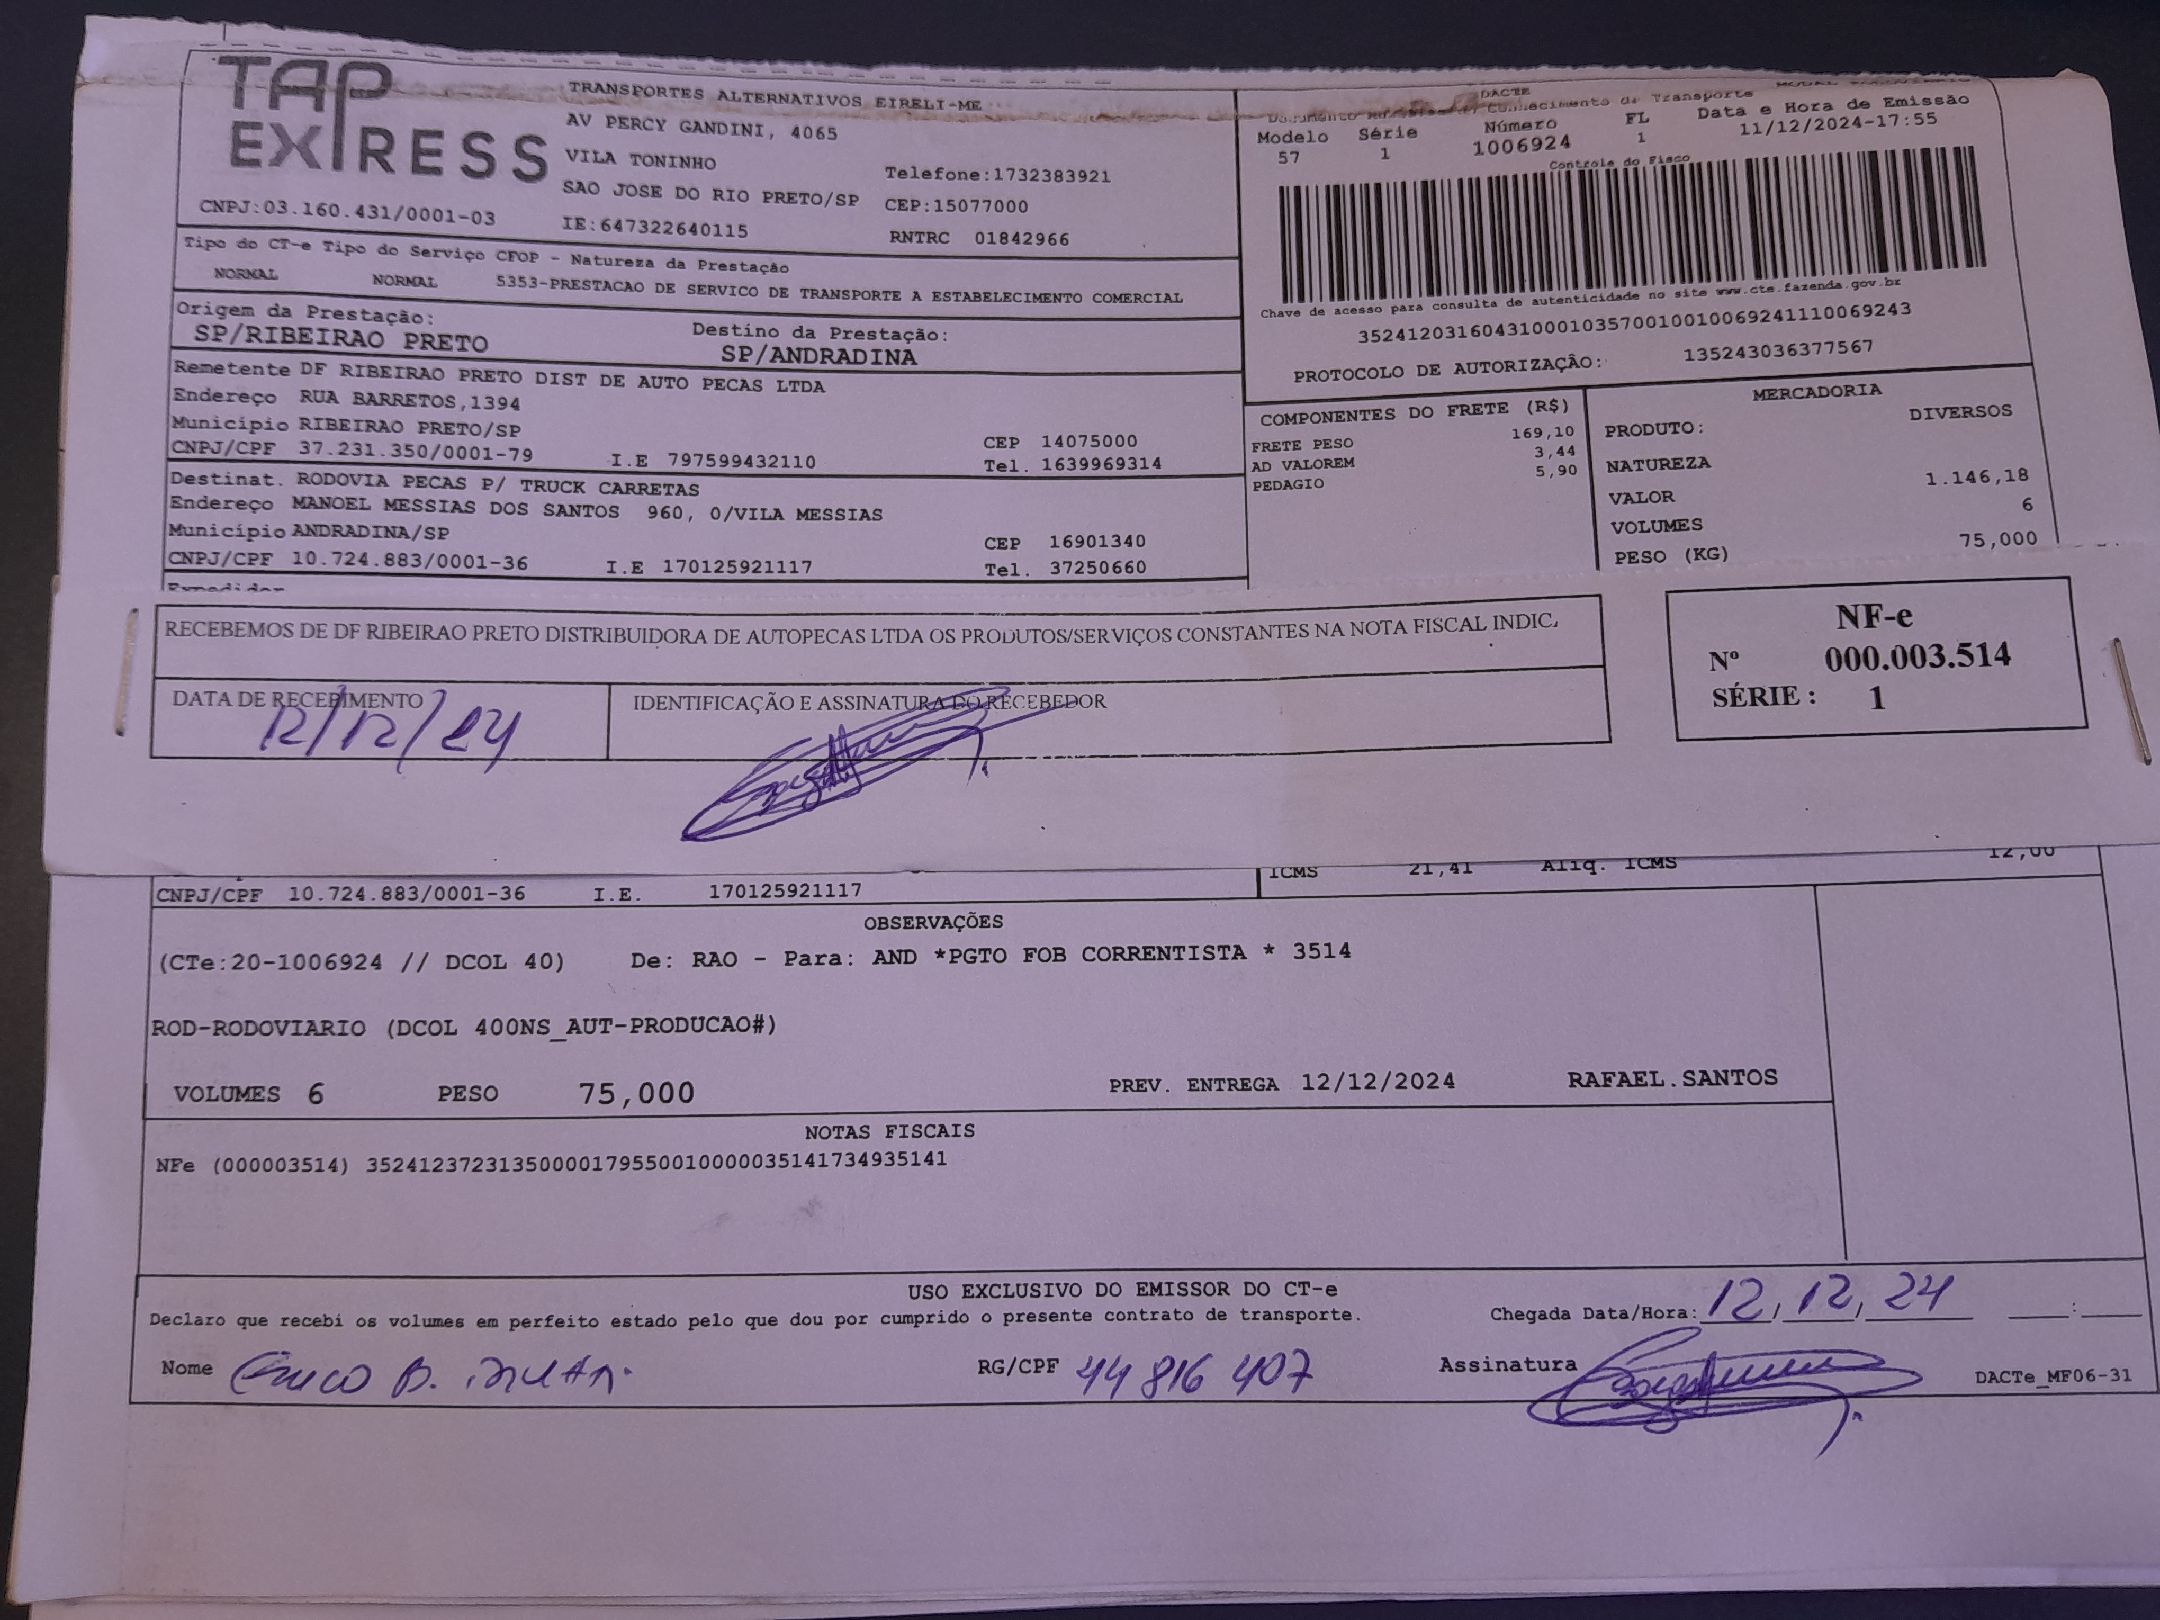 TAP
EXPRESS
TRANSPORTES ALTERNATIVOS EIRELI-ME
AV PERCY GANDINI, 4065
VILA TONINHO
Telefone:1732383921
SAO JOSE DO RIO PRETO/SP CEP:15077000
CNPJ:03.160.431/0001-03 IE:647322640115 RNTRC 01842966
DACTE
Conhecimento de Transporte
Modelo Série Número FL Data e Hora de Emissão
57 1 1006924 1 11/12/2024-17:55
Controle do Fisco
Chave de acesso para consulta de autenticidade no site www.cte.fazenda.gov.br
35241203160431000103570010010069241110069243
PROTOCOLO DE AUTORIZAÇÃO: 135243036377567
Tipo do CT-e Tipo do Serviço CFOP - Natureza da Prestação
NORMAL NORMAL 5353-PRESTACAO DE SERVICO DE TRANSPORTE A ESTABELECIMENTO COMERCIAL
Origem da Prestação: Destino da Prestação:
SP/RIBEIRAO PRETO SP/ANDRADINA
Remetente DF RIBEIRAO PRETO DIST DE AUTO PECAS LTDA
Endereço RUA BARRETOS,1394
Município RIBEIRAO PRETO/SP CEP 14075000
CNPJ/CPF 37.231.350/0001-79 I.E 797599432110 Tel. 1639969314
Destinat. RODOVIA PECAS P/ TRUCK CARRETAS
Endereço MANOEL MESSIAS DOS SANTOS 960, 0/VILA MESSIAS
Município ANDRADINA/SP CEP 16901340
CNPJ/CPF 10.724.883/0001-36 I.E 170125921117 Tel. 37250660
Expedidor
COMPONENTES DO FRETE (R$)
FRETE PESO 169,10
AD VALOREM 3,44
PEDAGIO 5,90
MERCADORIA
PRODUTO: DIVERSOS
NATUREZA
VALOR 1.146,18
VOLUMES 6
PESO (KG) 75,000
RECEBEMOS DE DF RIBEIRAO PRETO DISTRIBUIDORA DE AUTOPECAS LTDA OS PRODUTOS/SERVIÇOS CONSTANTES NA NOTA FISCAL INDIC.
DATA DE RECEBIMENTO IDENTIFICAÇÃO E ASSINATURA DO RECEBEDOR
12/12/24
NF-e
Nº 000.003.514
SÉRIE : 1
ICMS 21,41 Aliq. ICMS 12,00
CNPJ/CPF 10.724.883/0001-36 I.E. 170125921117
OBSERVAÇÕES
(CTe:20-1006924 // DCOL 40) De: RAO - Para: AND *PGTO FOB CORRENTISTA * 3514
ROD-RODOVIARIO (DCOL 400NS_AUT-PRODUCAO#)
VOLUMES 6 PESO 75,000 PREV. ENTREGA 12/12/2024 RAFAEL.SANTOS
NOTAS FISCAIS
NFe (000003514) 35241237231350000179550010000035141734935141
USO EXCLUSIVO DO EMISSOR DO CT-e
Declaro que recebi os volumes em perfeito estado pelo que dou por cumprido o presente contrato de transporte. Chegada Data/Hora: 12, 12, 24 :
Nome B. RG/CPF 44 816 407 Assinatura DACTe_MF06-31